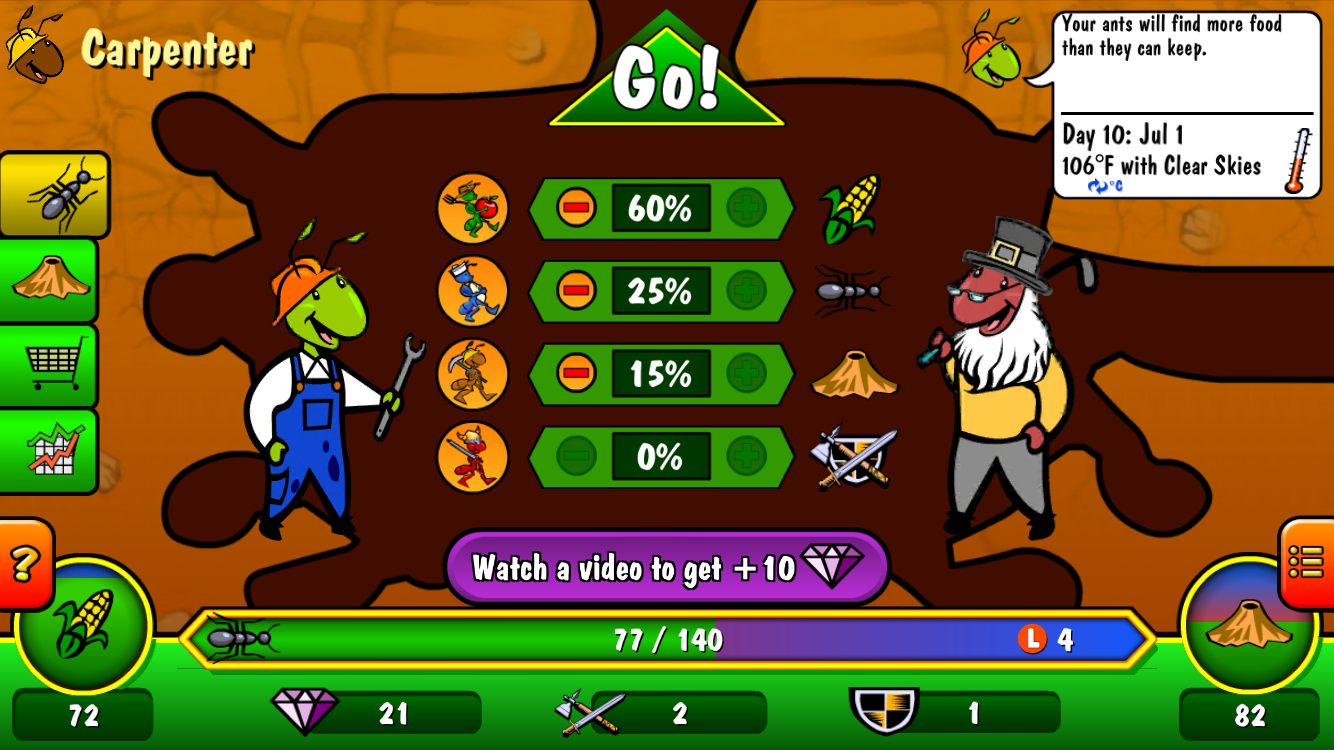 Carpenter
Go!
Your ants will find more food
than they can keep.
Day 10: Jul 1
106°F with Clear Skies
°C
60%
25%
15%
0%
?
Watch a video to get +10
77 / 140
L 4
72
21
2
1
82